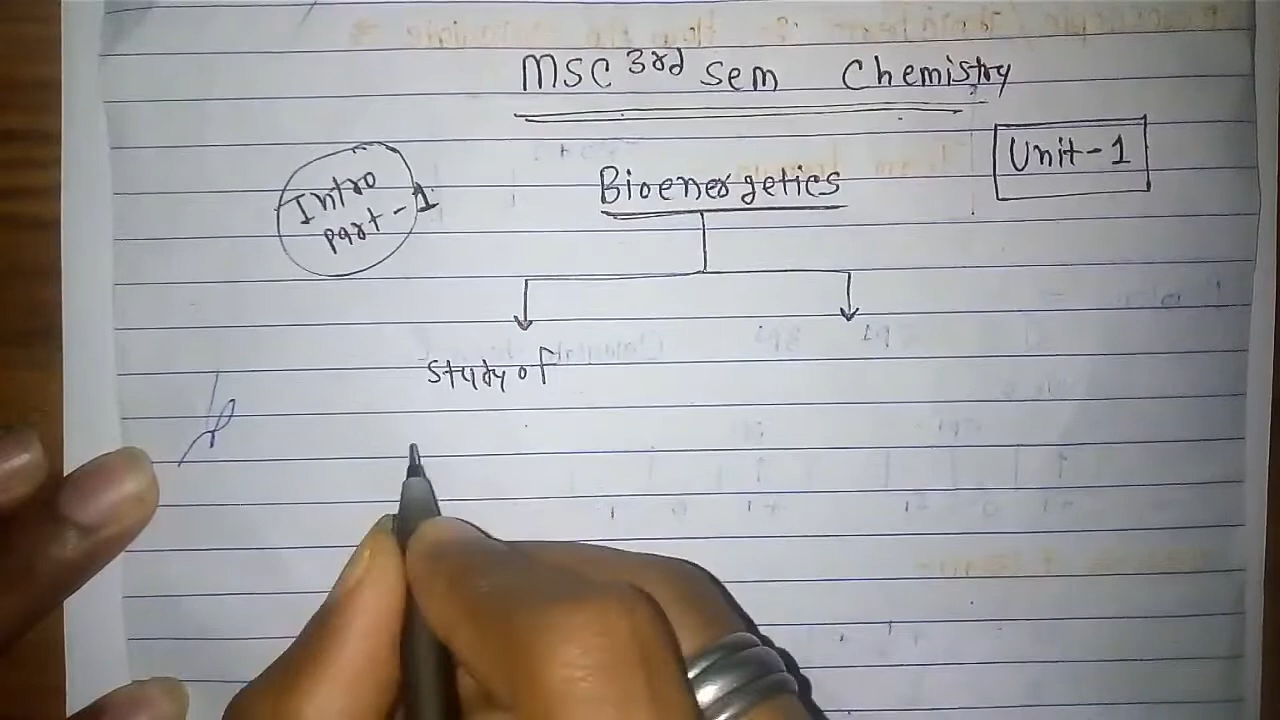 MSC 3rd Sem Chemistry
Unit-1
Intro
part-1
Bioenergetics
Study of